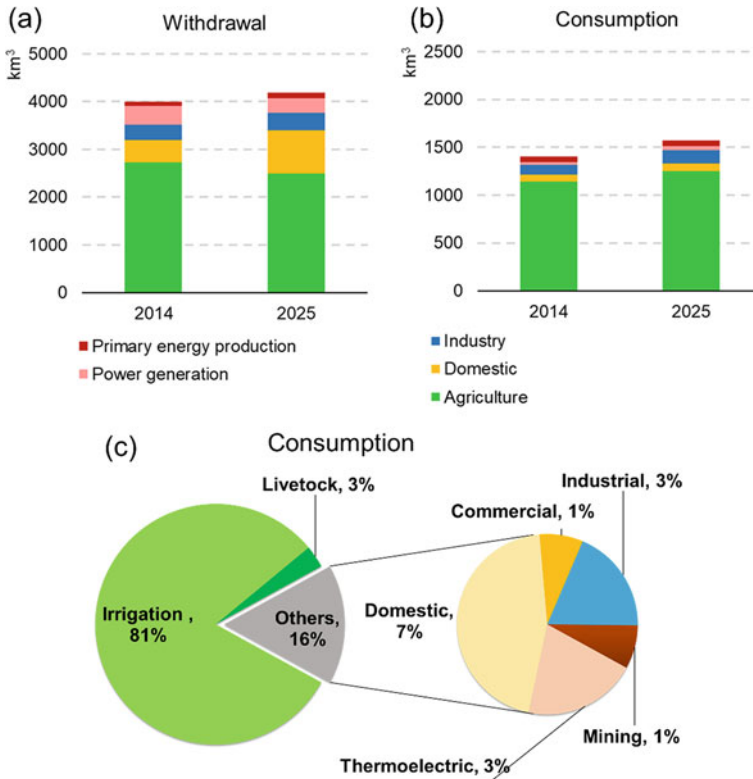 (a) Withdrawal
km³
5000
4000
3000
2000
1000
0
2014 2025
Primary energy production
Power generation
(b) Consumption
km³
2500
2000
1500
1000
500
0
2014 2025
Industry
Domestic
Agriculture
(c) Consumption
Livetock, 3%
Irrigation ,
81%
Others,
16%
Industrial, 3%
Commercial, 1%
Domestic,
7%
Mining, 1%
Thermoelectric, 3%